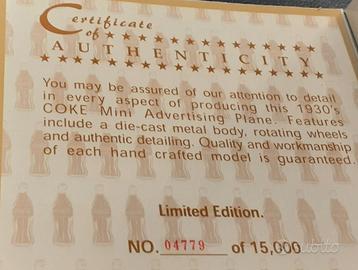 Certificate
of
AUTHENTICITY
You may be assured of our attention to detail
in every aspect of producing this 1930's
COKE Mini Advertising Plane. Features
include a die-cast metal body, rotating wheels
and authentic detailing. Quality and workmanship
of each hand crafted model is guaranteed.
Limited Edition.
NO. 04779 of 15,000
subito